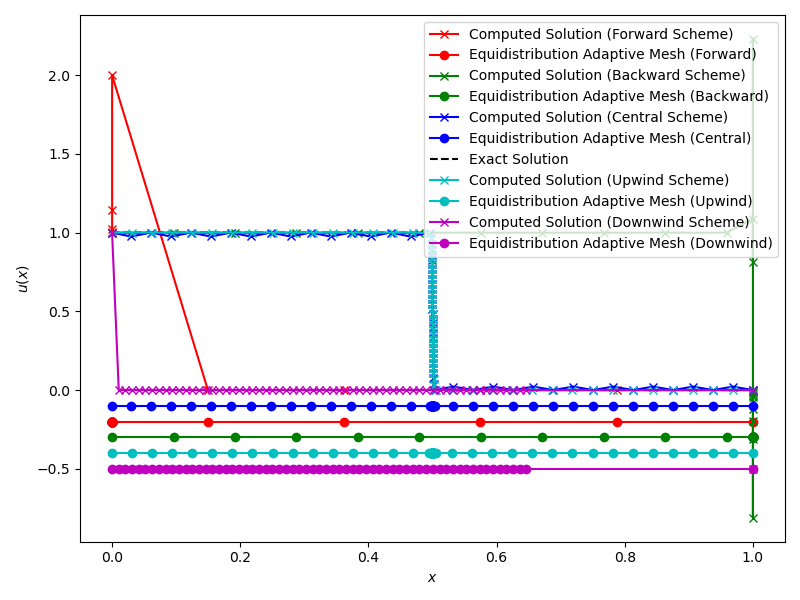 Computed Solution (Forward Scheme)
Equidistribution Adaptive Mesh (Forward)
Computed Solution (Backward Scheme)
Equidistribution Adaptive Mesh (Backward)
Computed Solution (Central Scheme)
Equidistribution Adaptive Mesh (Central)
Exact Solution
Computed Solution (Upwind Scheme)
Equidistribution Adaptive Mesh (Upwind)
Computed Solution (Downwind Scheme)
Equidistribution Adaptive Mesh (Downwind)
2.0
1.5
1.0
0.5
0.0
−0.5
u(x)
0.0 0.2 0.4 0.6 0.8 1.0
x